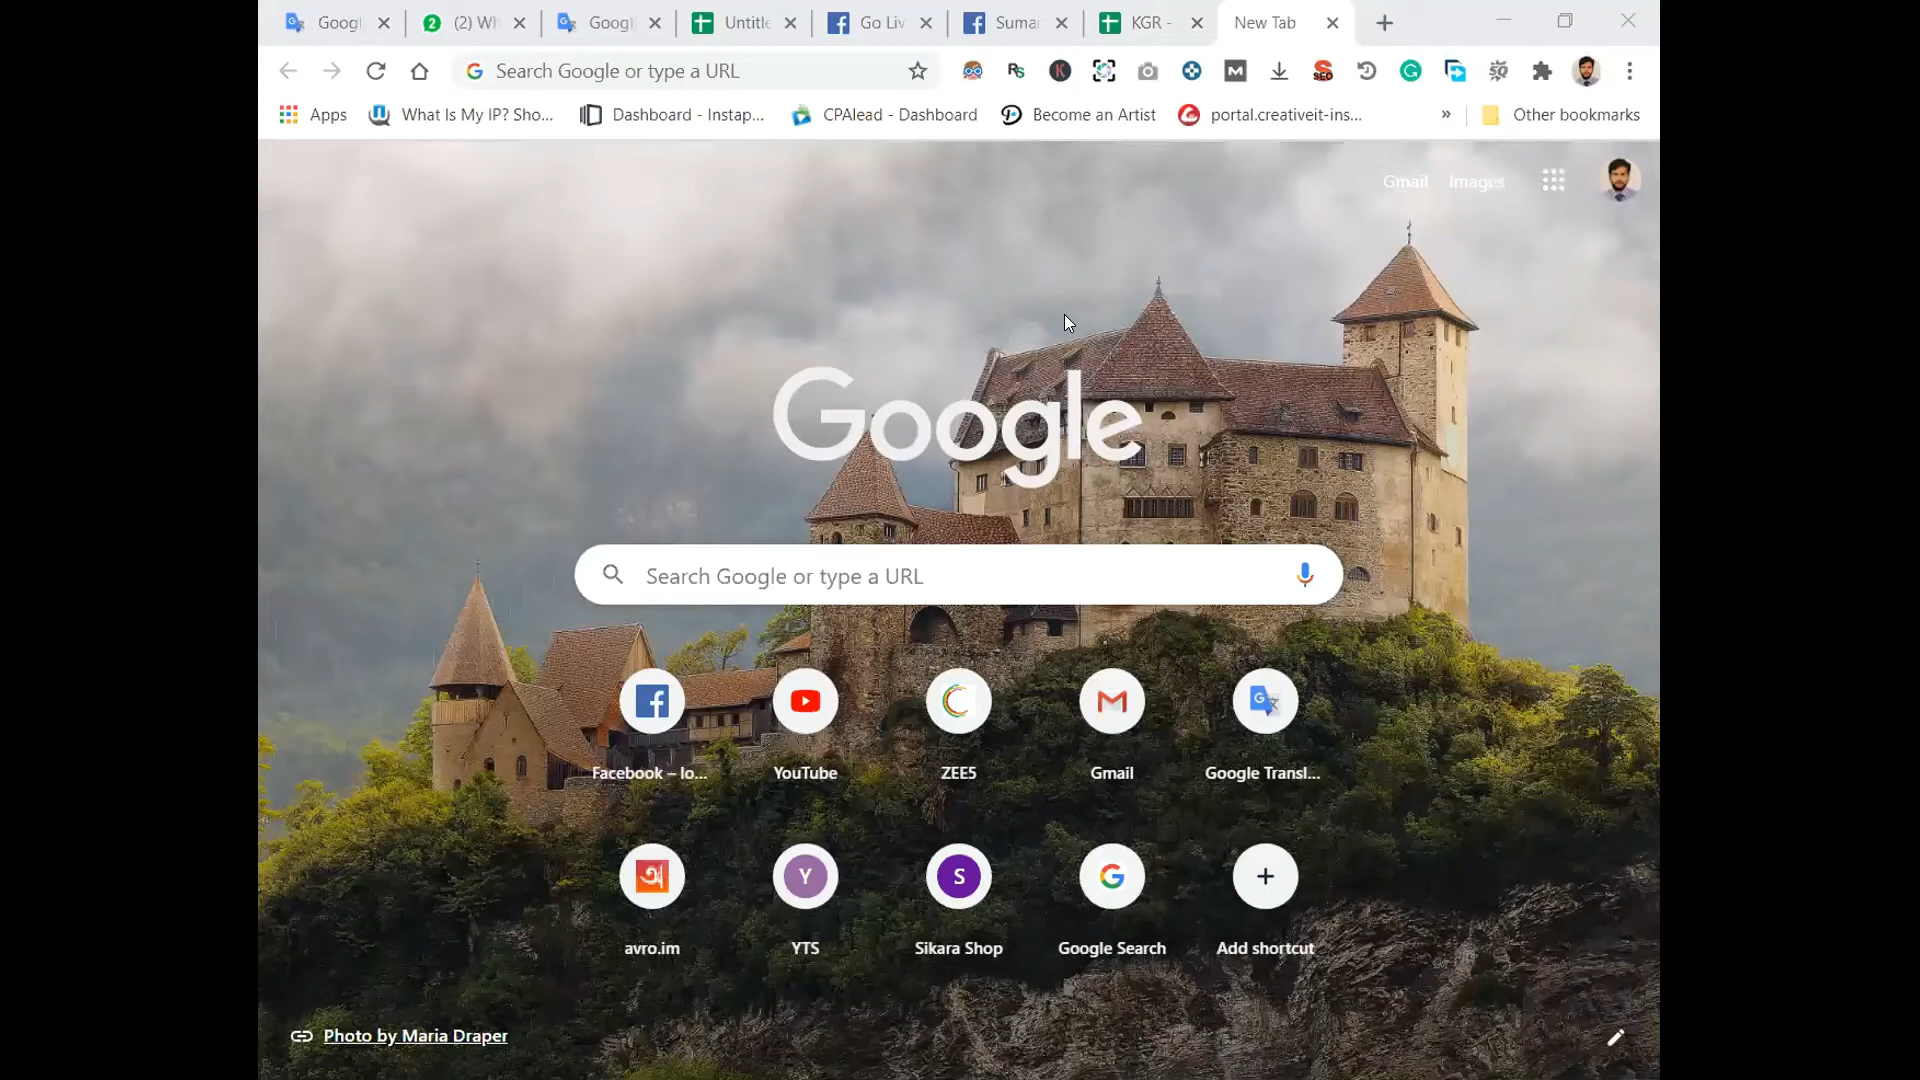 Googl
(2) Wh
Googl
Untitle
Go Liv
Sumar
KGR -
New Tab
Search Google or type a URL
Apps
What Is My IP? Sho...
Dashboard - Instap...
CPAlead - Dashboard
Become an Artist
portal.creativeit-ins...
»
Other bookmarks
Gmail
Images
Google
Search Google or type a URL
Facebook – lo...
YouTube
ZEE5
Gmail
Google Transl...
avro.im
YTS
Sikara Shop
Google Search
Add shortcut
Photo by Maria Draper